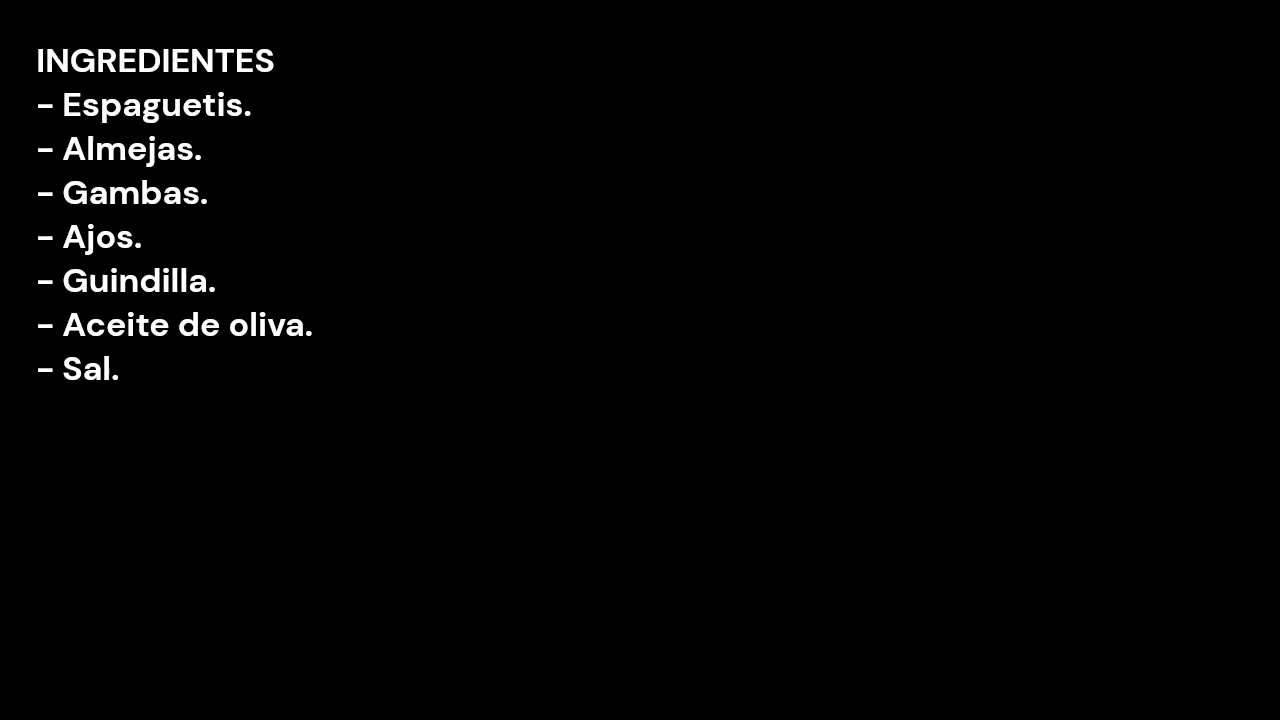 INGREDIENTES
- Espaguetis.
- Almejas.
- Gambas.
- Ajos.
- Guindilla.
- Aceite de oliva.
- Sal.